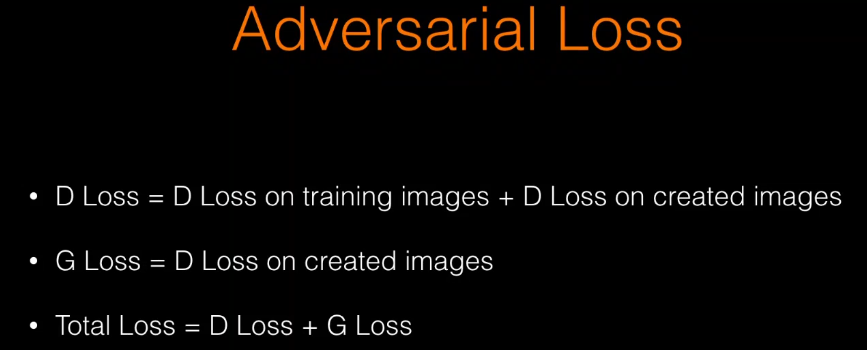 Adversarial Loss
• D Loss = D Loss on training images + D Loss on created images
• G Loss = D Loss on created images
• Total Loss = D Loss + G Loss